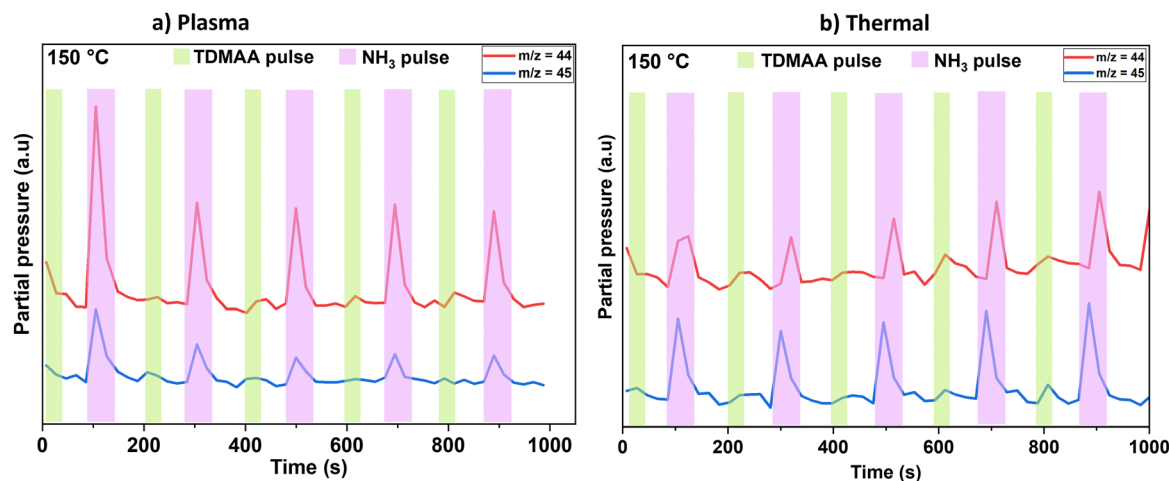 a) Plasma
150 °C
TDMAA pulse
NH₃ pulse
m/z = 44
m/z = 45
Partial pressure (a.u)
0 200 400 600 800 1000
Time (s)
b) Thermal
150 °C
TDMAA pulse
NH₃ pulse
m/z = 44
m/z = 45
Partial pressure (a.u)
0 200 400 600 800 1000
Time (s)